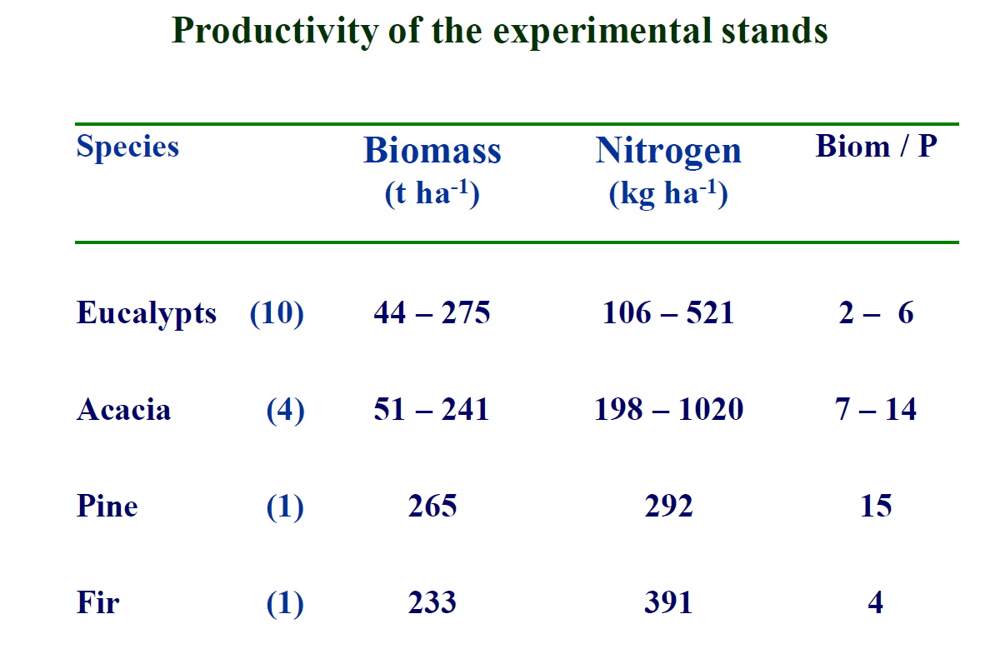 Productivity of the experimental stands
Species Biomass Nitrogen Biom / P
(t ha⁻¹) (kg ha⁻¹)
Eucalypts (10) 44 – 275 106 – 521 2 – 6
Acacia (4) 51 – 241 198 – 1020 7 – 14
Pine (1) 265 292 15
Fir (1) 233 391 4